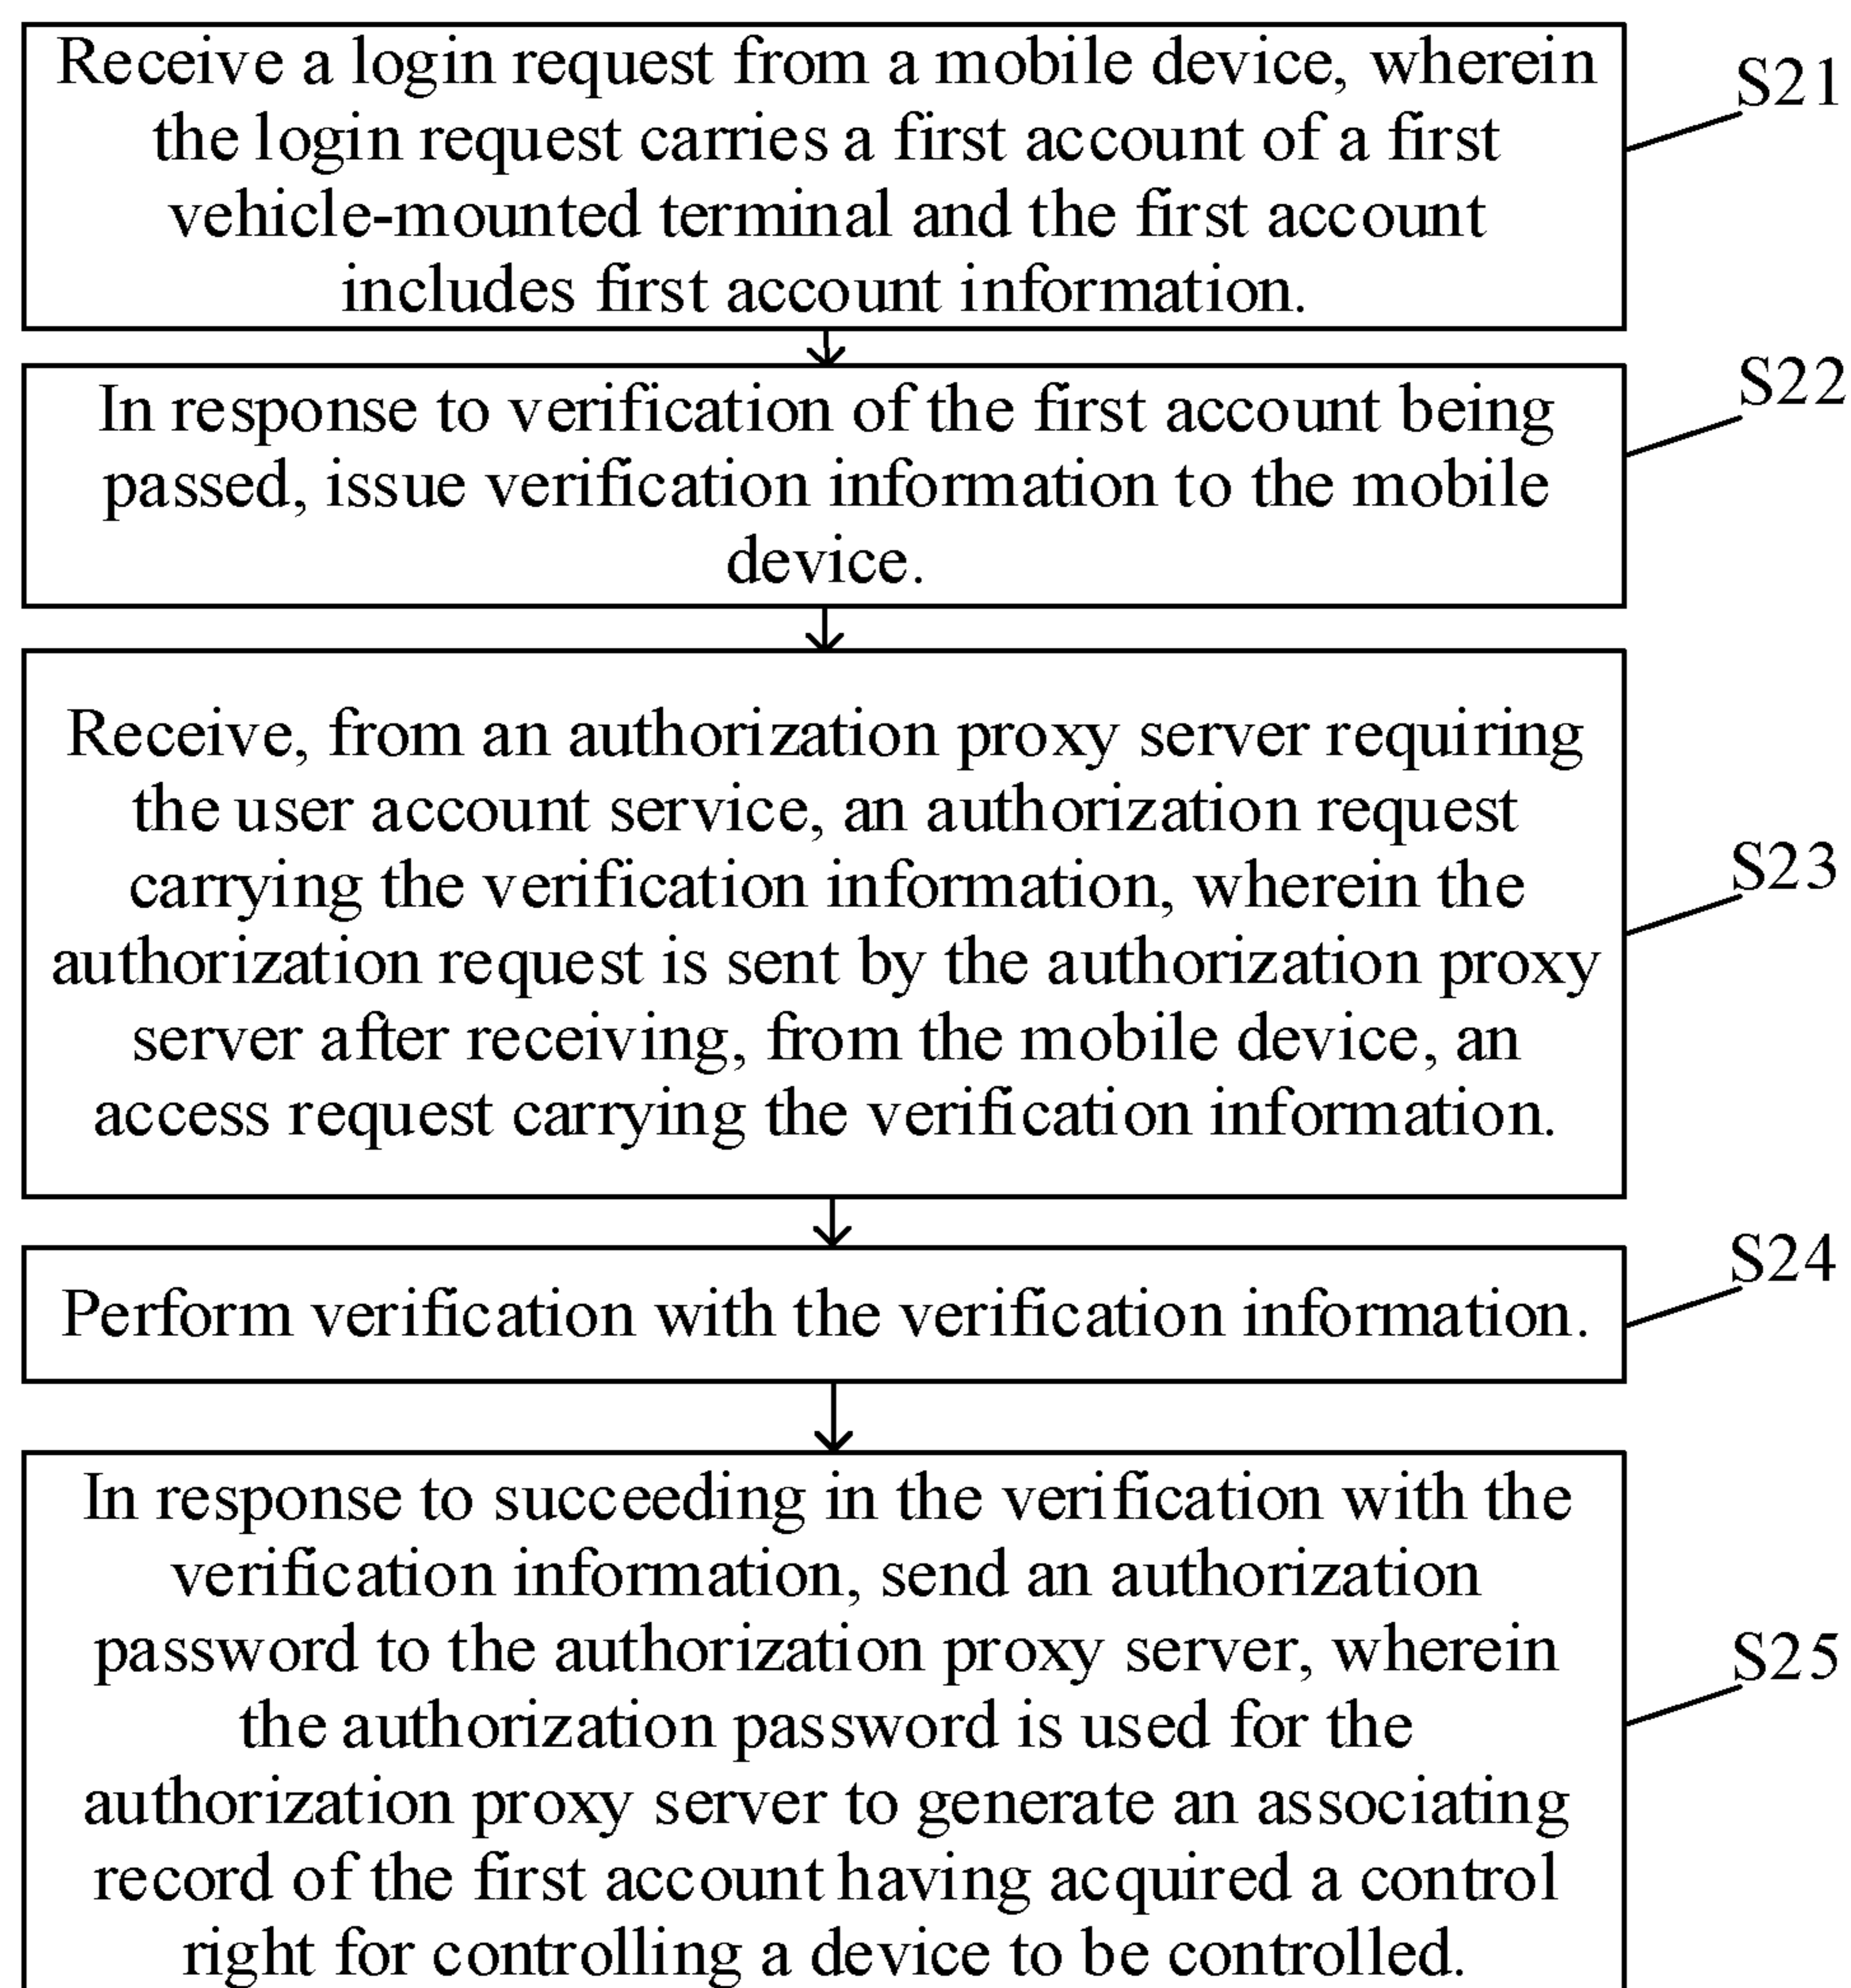 Receive a login request from a mobile device, wherein
the login request carries a first account of a first
vehicle-mounted terminal and the first account
includes first account information.
S21
In response to verification of the first account being
passed, issue verification information to the mobile
device.
S22
Receive, from an authorization proxy server requiring
the user account service, an authorization request
carrying the verification information, wherein the
authorization request is sent by the authorization proxy
server after receiving, from the mobile device, an
access request carrying the verification information.
S23
Perform verification with the verification information.
S24
In response to succeeding in the verification with the
verification information, send an authorization
password to the authorization proxy server, wherein
the authorization password is used for the
authorization proxy server to generate an associating
record of the first account having acquired a control
right for controlling a device to be controlled.
S25